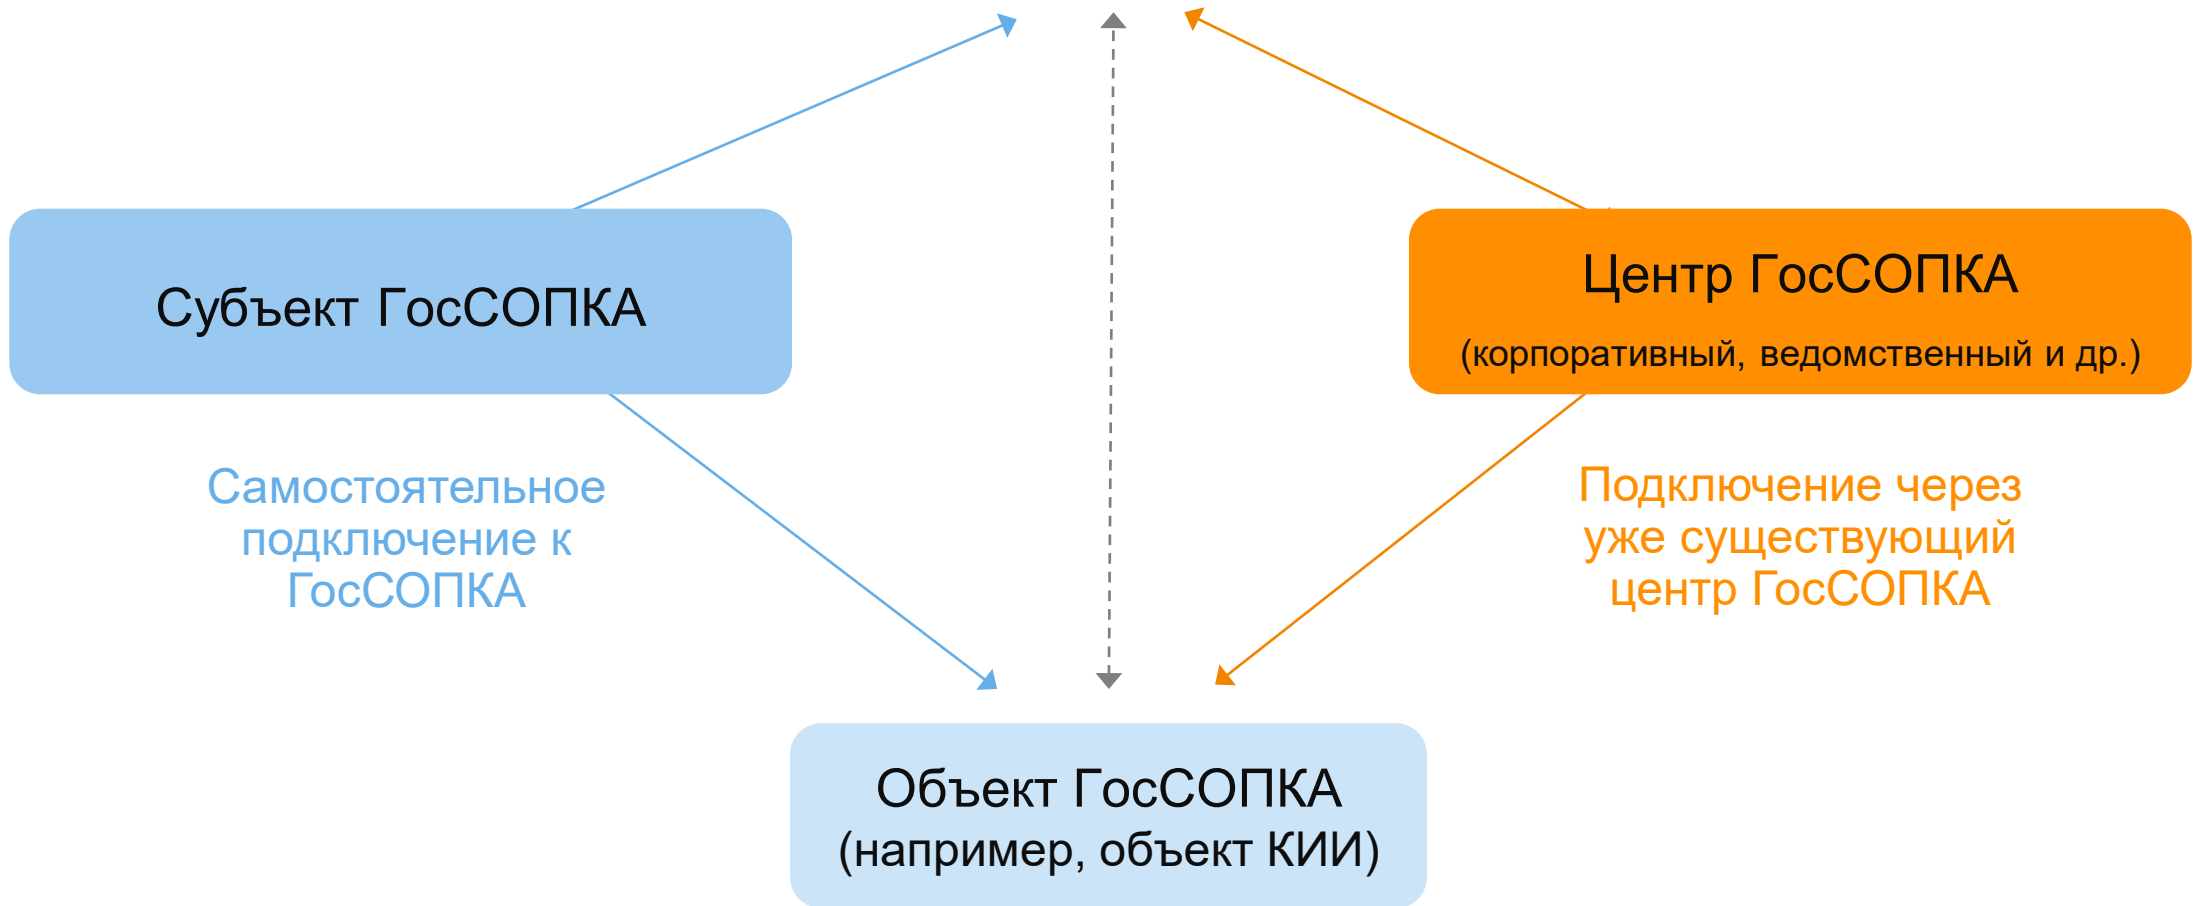 Субъект ГосСОПКА
Центр ГосСОПКА
(корпоративный, ведомственный и др.)
Самостоятельное
подключение к
ГосСОПКА
Подключение через
уже существующий
центр ГосСОПКА
Объект ГосСОПКА
(например, объект КИИ)